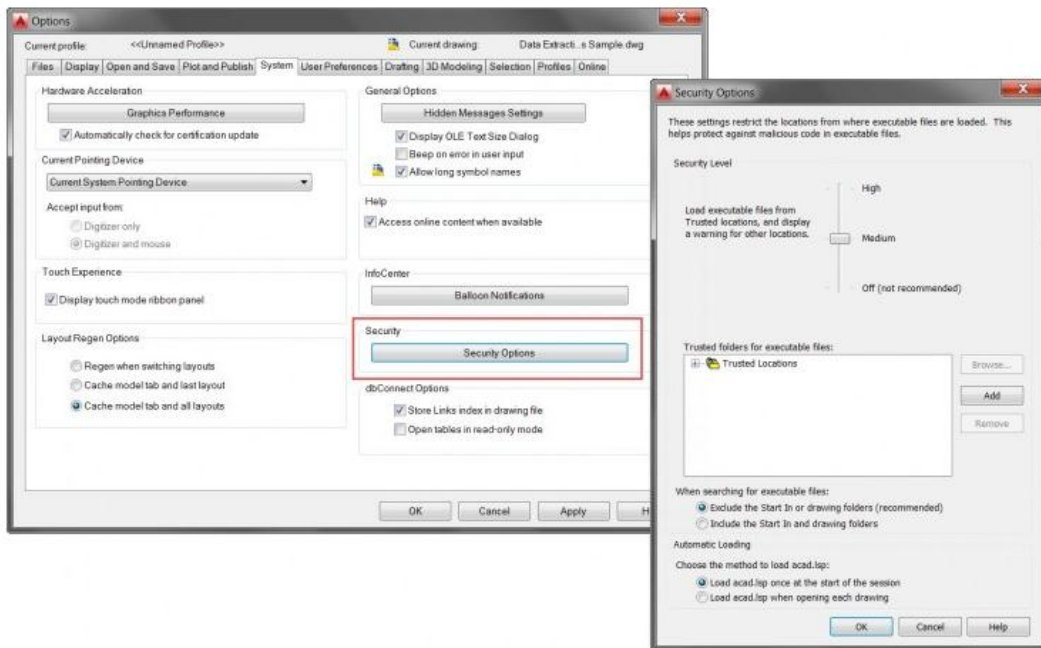 Options
Current profile: <<Unnamed Profile>> Current drawing: Data Extracti...s Sample.dwg
Files Display Open and Save Plot and Publish System User Preferences Drafting 3D Modeling Selection Profiles Online
Hardware Acceleration
Graphics Performance
Automatically check for certification update
Current Pointing Device
Current System Pointing Device
Accept input from:
Digitizer only
Digitizer and mouse
Touch Experience
Display touch mode ribbon panel
Layout Regen Options
Regen when switching layouts
Cache model tab and last layout
Cache model tab and all layouts
General Options
Hidden Messages Settings
Display OLE Text Size Dialog
Beep on error in user input
Allow long symbol names
Help
Access online content when available
InfoCenter
Balloon Notifications
Security
Security Options
dbConnect Options
Store Links index in drawing file
Open tables in read-only mode
OK Cancel Apply H
Security Options
These settings restrict the locations from where executable files are loaded. This
helps protect against malicious code in executable files.
Security Level
High
Load executable files from
Trusted locations, and display
a warning for other locations.
Medium
Off (not recommended)
Trusted folders for executable files:
Trusted Locations
Browse...
Add
Remove
When searching for executable files:
Exclude the Start In or drawing folders (recommended)
Include the Start In and drawing folders
Automatic Loading
Choose the method to load acad.lsp:
Load acad.lsp once at the start of the session
Load acad.lsp when opening each drawing
OK Cancel Help